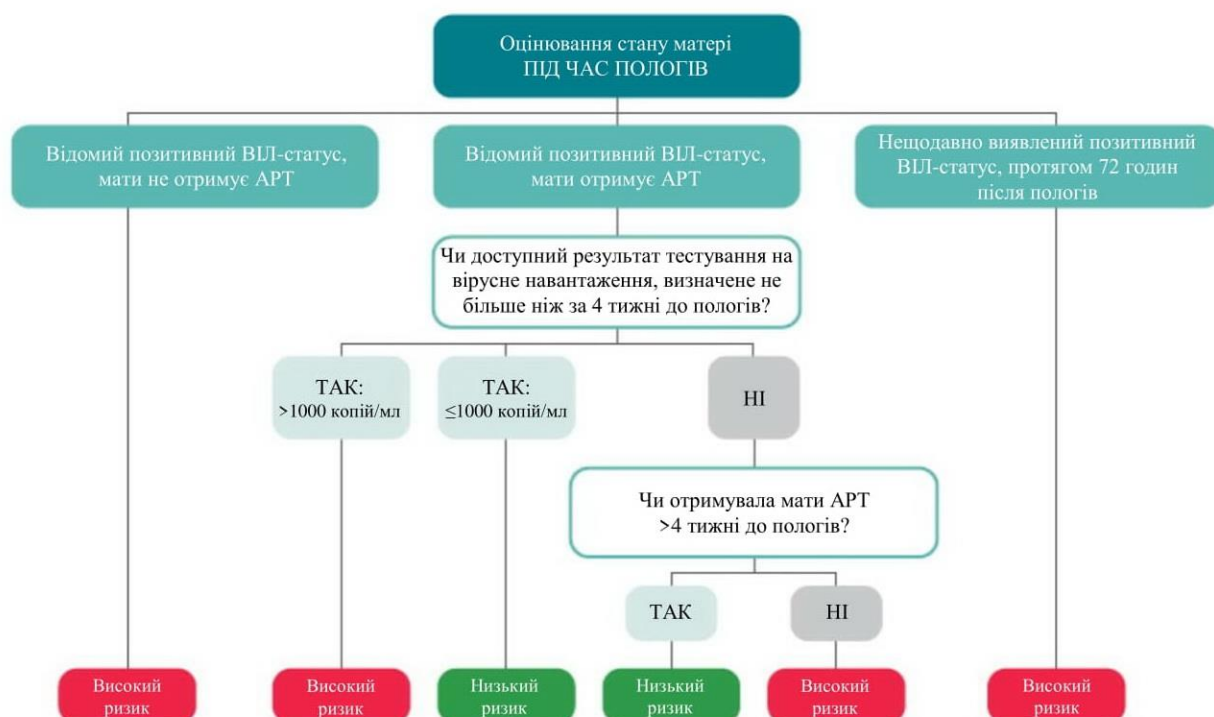 Оцінювання стану матері
ПІД ЧАС ПОЛОГІВ
Відомий позитивний ВІЛ-статус,
мати не отримує АРТ
Відомий позитивний ВІЛ-статус,
мати отримує АРТ
Нещодавно виявлений позитивний
ВІЛ-статус, протягом 72 годин
після пологів
Чи доступний результат тестування на
вірусне навантаження, визначене не
більше ніж за 4 тижні до пологів?
ТАК:
>1000 копій/мл
ТАК:
≤1000 копій/мл
НІ
Чи отримувала мати АРТ
>4 тижні до пологів?
ТАК
НІ
Високий
ризик
Високий
ризик
Низький
ризик
Низький
ризик
Високий
ризик
Високий
ризик